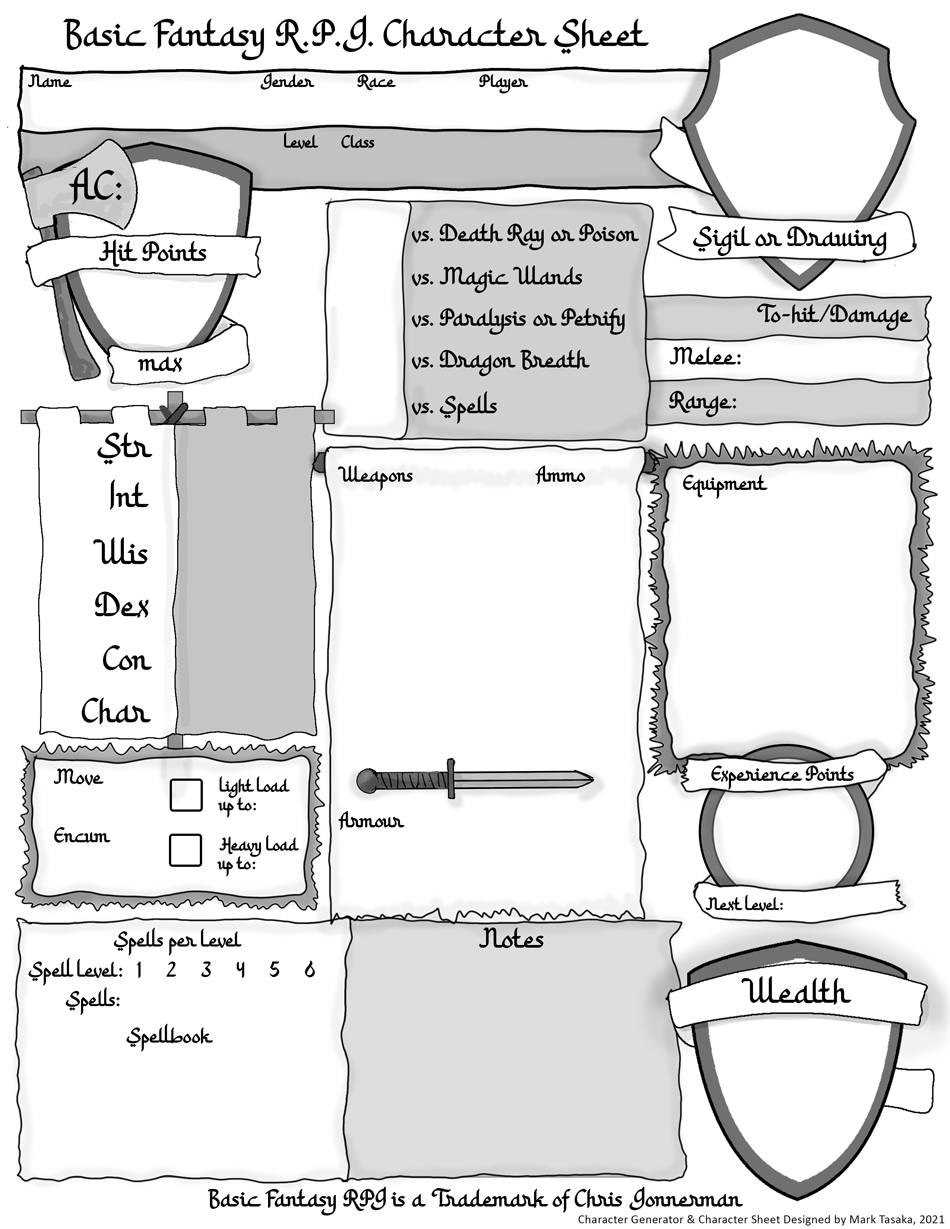 Basic Fantasy R.P.G. Character Sheet
Name Gender Race Player
Level Class
AC:
Hit Points
max
vs. Death Ray or Poison
vs. Magic Wands
vs. Paralysis or Petrify
vs. Dragon Breath
vs. Spells
Sigil or Drawing
To-hit/Damage
Melee:
Range:
Str
Int
Wis
Dex
Con
Char
Weapons Ammo
Armour
Equipment
Move
Light Load
up to:
Encum
Heavy Load
up to:
Experience Points
Next Level:
Spells per Level
Spell Level: 1 2 3 4 5 6
Spells:
Spellbook
Notes
Wealth
Basic Fantasy RPG is a Trademark of Chris Gonnerman
Character Generator & Character Sheet Designed by Mark Tasaka, 2021